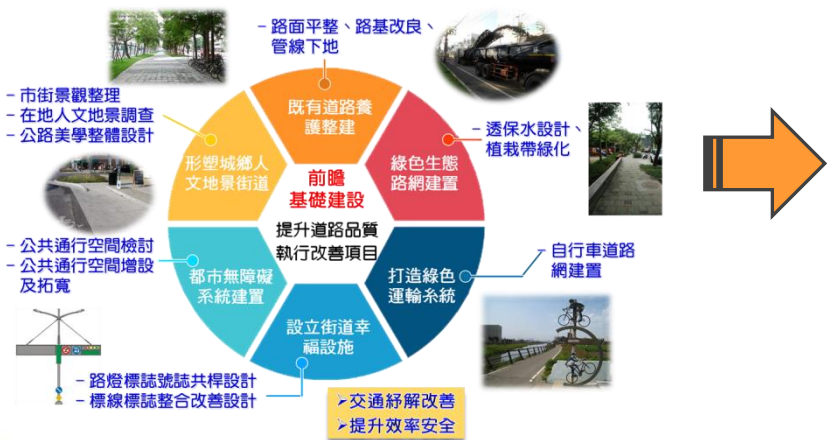 – 路面平整、路基改良、
管線下地
– 市街景觀整理
– 在地人文地景調查
– 公路美學整體設計
既有道路養
護整建
– 透保水設計、
植栽帶綠化
形塑城鄉人
文地景街道
綠色生態
路網建置
前瞻
基礎建設
提升道路品質
執行改善項目
– 公共通行空間檢討
– 公共通行空間增設
及拓寬
都市無障礙
系統建置
打造綠色
運輸系統
– 自行車道路
網建置
設立街道幸
福設施
– 路燈標誌號誌共桿設計
– 標線標誌整合改善設計
➢交通紓解改善
➢提升效率安全